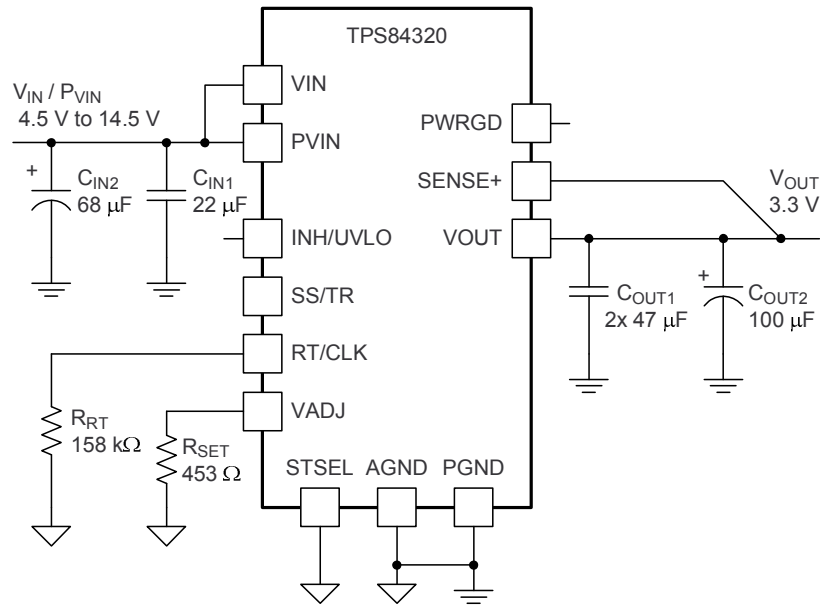 TPS84320
VIN
V_IN / P_VIN
4.5 V to 14.5 V
PVIN
PWRGD
+
C_IN2
68 μF
C_IN1
22 μF
SENSE+
V_OUT
3.3 V
INH/UVLO
VOUT
SS/TR
C_OUT1
2x 47 μF
+
C_OUT2
100 μF
RT/CLK
R_RT
158 kΩ
VADJ
R_SET
453 Ω
STSEL
AGND
PGND